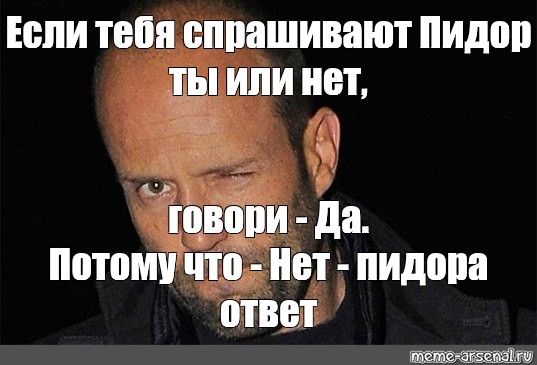 Если тебя спрашивают Пидор
ты или нет,
говори - Да.
Потому что - Нет - пидора
ответ
meme-arsenal.ru